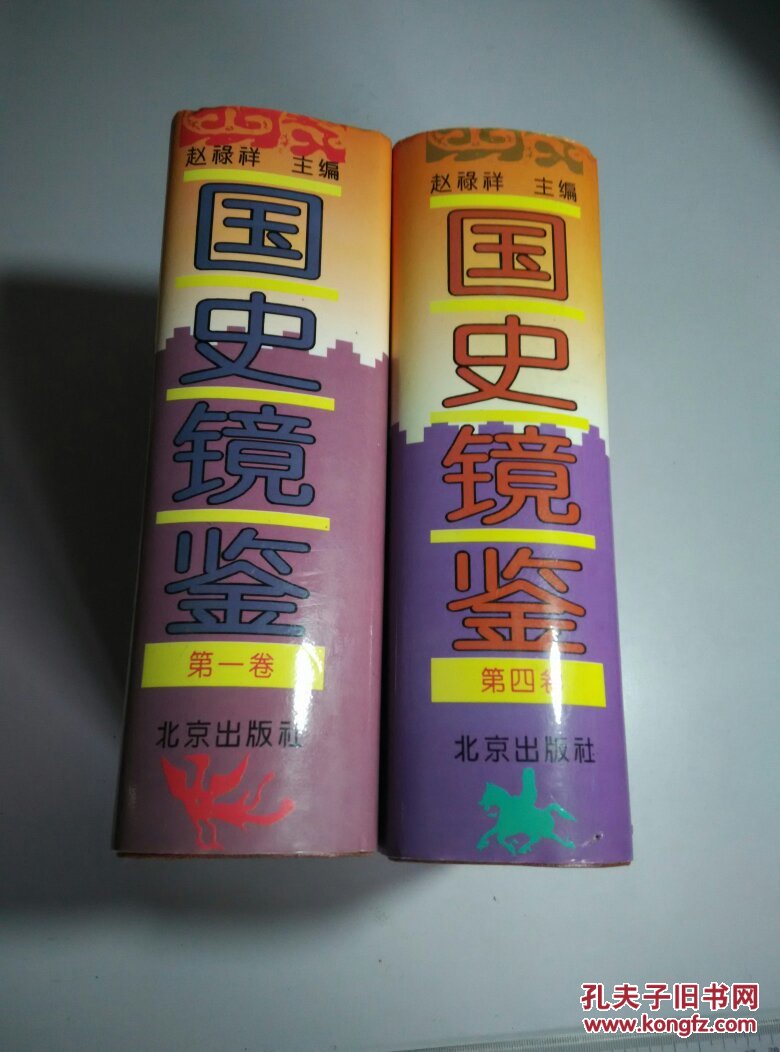 赵禄祥 主编
国史镜鉴
第一卷
北京出版社
赵禄祥 主编
国史镜鉴
第四卷
北京出版社
孔夫子旧书网
www.kongfz.com